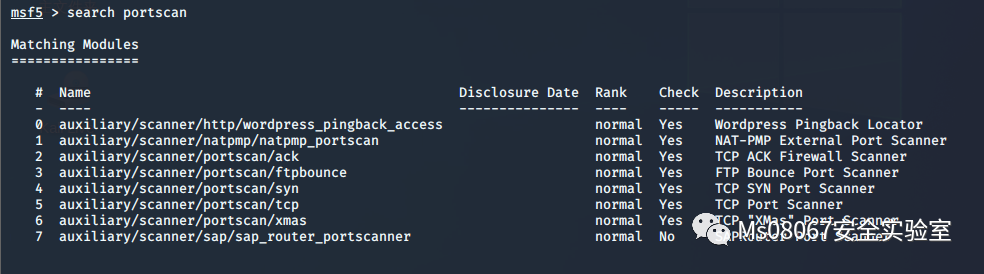 msf5 > search portscan
Matching Modules
================
#  Name  Disclosure Date  Rank  Check  Description
-  ----  ---------------  ----  -----  -----------
0  auxiliary/scanner/http/wordpress_pingback_access  normal  Yes  Wordpress Pingback Locator
1  auxiliary/scanner/natpmp/natpmp_portscan  normal  Yes  NAT-PMP External Port Scanner
2  auxiliary/scanner/portscan/ack  normal  Yes  TCP ACK Firewall Scanner
3  auxiliary/scanner/portscan/ftpbounce  normal  Yes  FTP Bounce Port Scanner
4  auxiliary/scanner/portscan/syn  normal  Yes  TCP SYN Port Scanner
5  auxiliary/scanner/portscan/tcp  normal  Yes  TCP Port Scanner
6  auxiliary/scanner/portscan/xmas  normal  Yes  TCP "XMas" Port Scanner
7  auxiliary/scanner/sap/sap_router_portscanner  normal  No  SAPRouter Port Scanner
Ms08067安全实验室